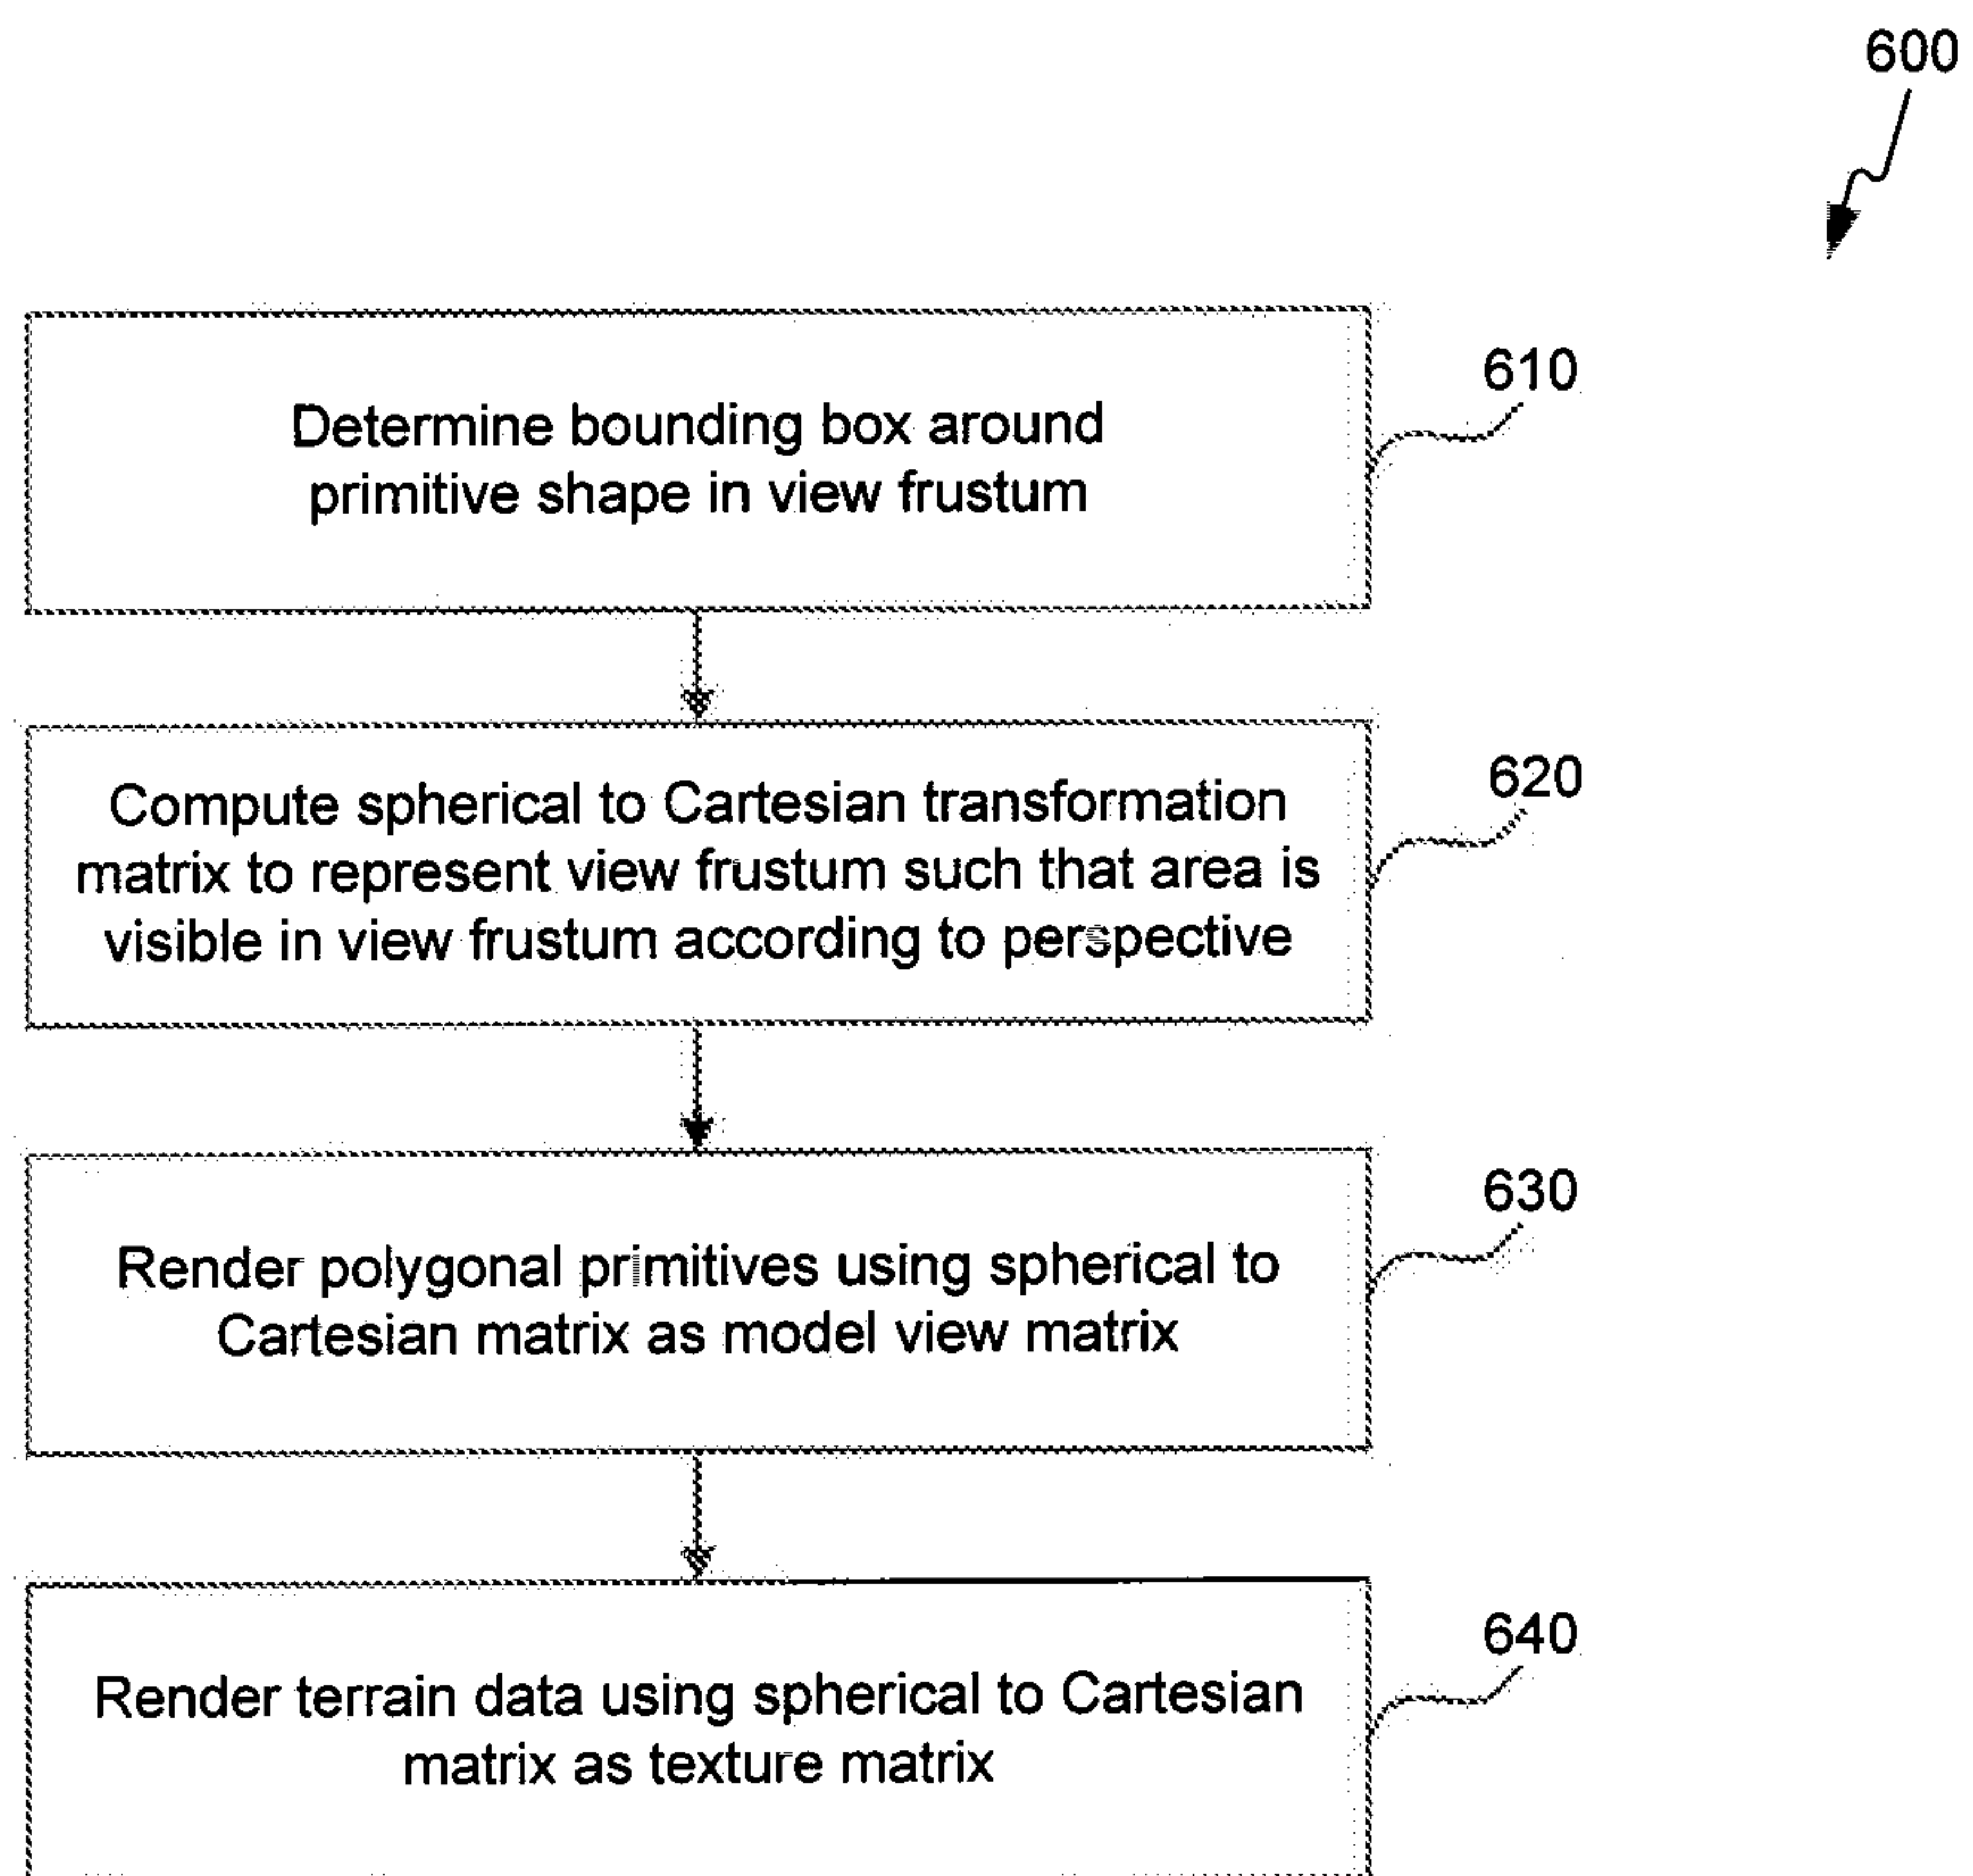 600
Determine bounding box around
primitive shape in view frustum
610
Compute spherical to Cartesian transformation
matrix to represent view frustum such that area is
visible in view frustum according to perspective
620
Render polygonal primitives using spherical to
Cartesian matrix as model view matrix
630
Render terrain data using spherical to Cartesian
matrix as texture matrix
640